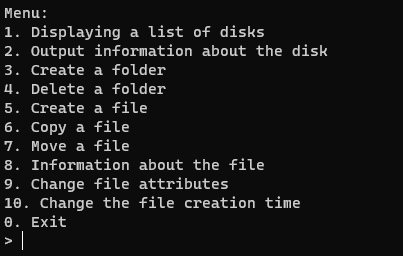 Menu:
1. Displaying a list of disks
2. Output information about the disk
3. Create a folder
4. Delete a folder
5. Create a file
6. Copy a file
7. Move a file
8. Information about the file
9. Change file attributes
10. Change the file creation time
0. Exit
>